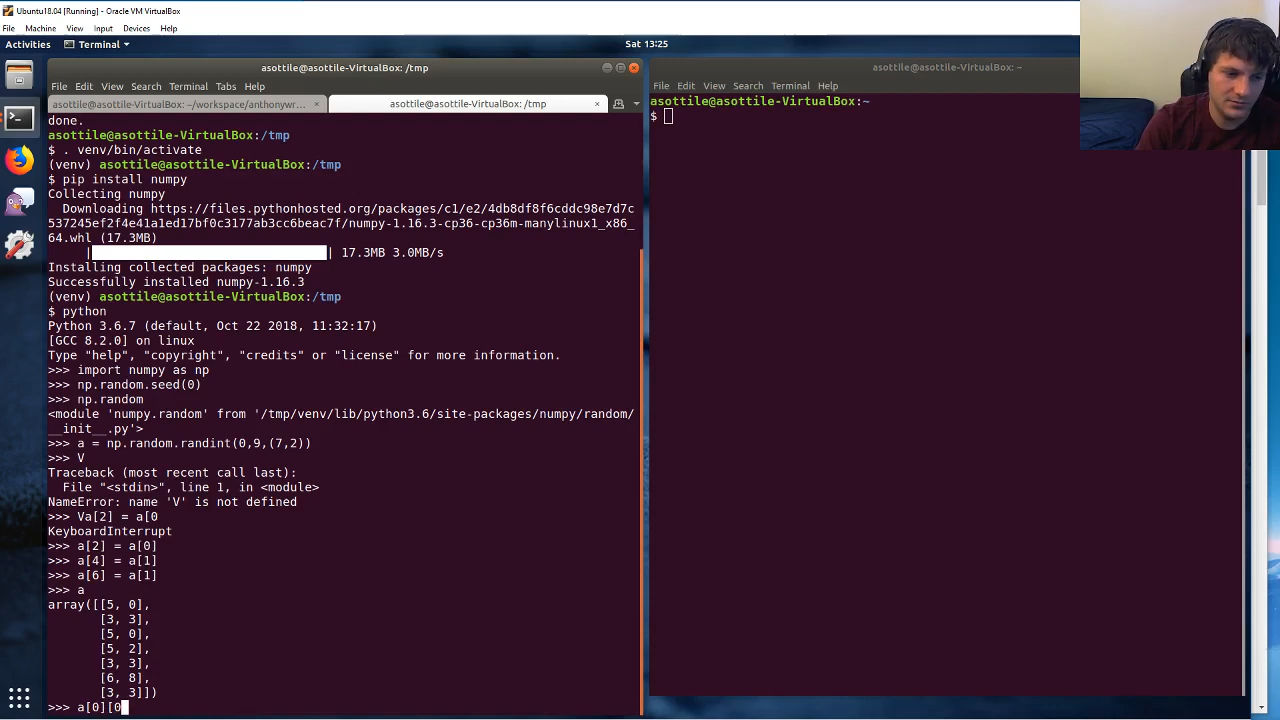 Ubuntu18.04 [Running] - Oracle VM VirtualBox
File Machine View Input Devices Help
Activities Terminal Sat 13:25
asottile@asottile-VirtualBox: /tmp
File Edit View Search Terminal Tabs Help
asottile@asottile-VirtualBox: ~/workspace/anthonywr... × asottile@asottile-VirtualBox: /tmp ×
done.
asottile@asottile-VirtualBox:/tmp
$ . venv/bin/activate
(venv) asottile@asottile-VirtualBox:/tmp
$ pip install numpy
Collecting numpy
  Downloading https://files.pythonhosted.org/packages/c1/e2/4db8df8f6cddc98e7d7c
537245ef2f4e41a1ed17bf0c3177ab3cc6beac7f/numpy-1.16.3-cp36-cp36m-manylinux1_x86_
64.whl (17.3MB)
| | 17.3MB 3.0MB/s
Installing collected packages: numpy
Successfully installed numpy-1.16.3
(venv) asottile@asottile-VirtualBox:/tmp
$ python
Python 3.6.7 (default, Oct 22 2018, 11:32:17)
[GCC 8.2.0] on linux
Type "help", "copyright", "credits" or "license" for more information.
>>> import numpy as np
>>> np.random.seed(0)
>>> np.random
<module 'numpy.random' from '/tmp/venv/lib/python3.6/site-packages/numpy/random/
__init__.py'>
>>> a = np.random.randint(0,9,(7,2))
>>> V
Traceback (most recent call last):
  File "<stdin>", line 1, in <module>
NameError: name 'V' is not defined
>>> Va[2] = a[0
KeyboardInterrupt
>>> a[2] = a[0]
>>> a[4] = a[1]
>>> a[6] = a[1]
>>> a
array([[5, 0],
       [3, 3],
       [5, 0],
       [5, 2],
       [3, 3],
       [6, 8],
       [3, 3]])
>>> a[0][0
asottile@asottile-VirtualBox: ~
File Edit View Search Terminal Help
asottile@asottile-VirtualBox:~
$